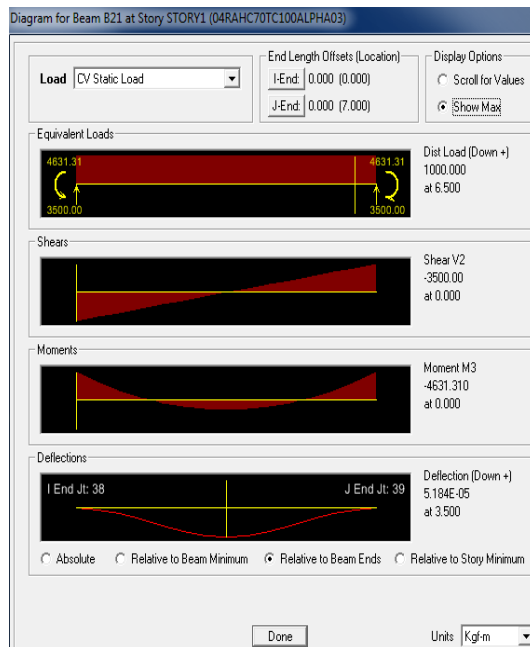 Diagram for Beam B21 at Story STORY1 (04RAHC70TC100ALPHA03)
Load CV Static Load
End Length Offsets (Location)
I-End: 0.000 (0.000)
J-End: 0.000 (7.000)
Display Options
Scroll for Values
Show Max
Equivalent Loads
4631.31 4631.31
3500.00 3500.00
Dist Load (Down +)
1000.000
at 6.500
Shears
Shear V2
-3500.00
at 0.000
Moments
Moment M3
-4631.310
at 0.000
Deflections
I End Jt: 38 J End Jt: 39
Deflection (Down +)
5.184E-05
at 3.500
Absolute Relative to Beam Minimum Relative to Beam Ends Relative to Story Minimum
Done Units Kgf-m